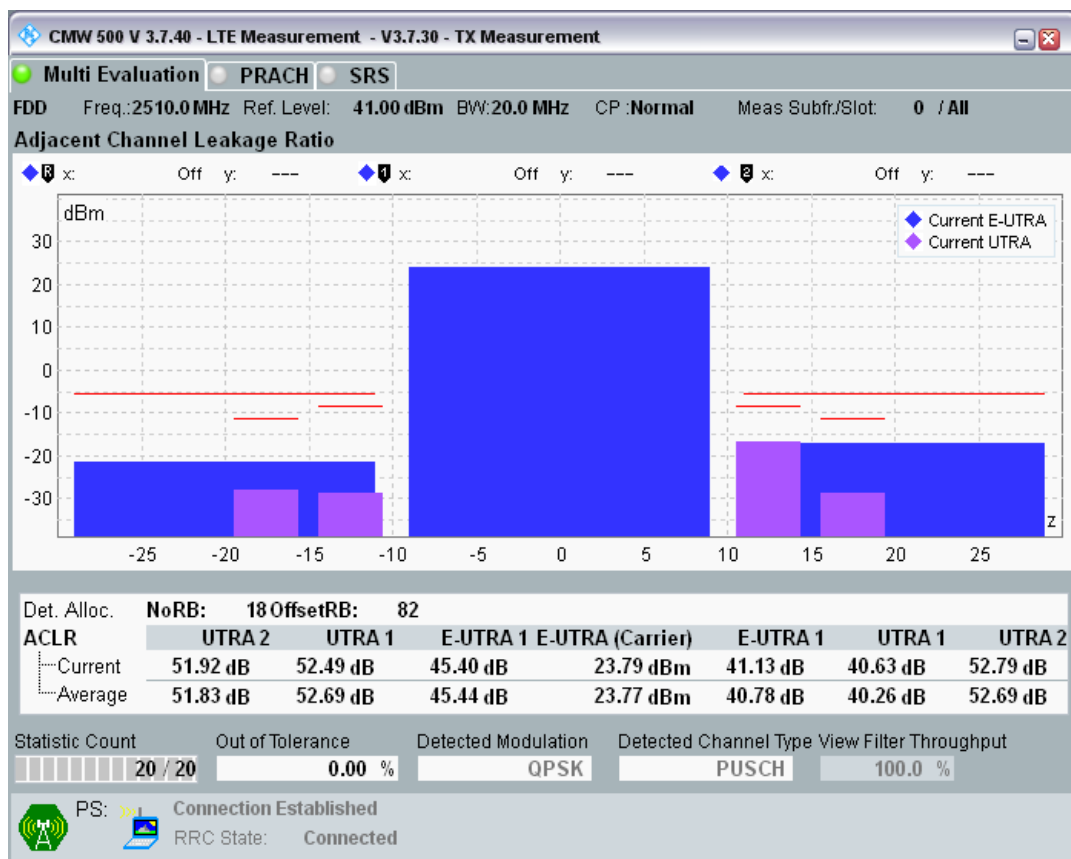 CMW 500 V 3.7.40 - LTE Measurement - V3.7.30 - TX Measurement
Multi Evaluation PRACH SRS
FDD Freq.:2510.0 MHz Ref. Level: 41.00 dBm BW:20.0 MHz CP :Normal Meas Subfr./Slot: 0 / All
Adjacent Channel Leakage Ratio
R x: Off y: --- 1 x: Off y: --- 2 x: Off y: ---
dBm
Current E-UTRA
Current UTRA
30
20
10
0
-10
-20
-30
z
-25 -20 -15 -10 -5 0 5 10 15 20 25
Det. Alloc. NoRB: 18 OffsetRB: 82
ACLR UTRA 2 UTRA 1 E-UTRA 1 E-UTRA (Carrier) E-UTRA 1 UTRA 1 UTRA 2
Current 51.92 dB 52.49 dB 45.40 dB 23.79 dBm 41.13 dB 40.63 dB 52.79 dB
Average 51.83 dB 52.69 dB 45.44 dB 23.77 dBm 40.78 dB 40.26 dB 52.69 dB
Statistic Count Out of Tolerance Detected Modulation Detected Channel Type View Filter Throughput
20 / 20 0.00 % QPSK PUSCH 100.0 %
PS: Connection Established
RRC State: Connected